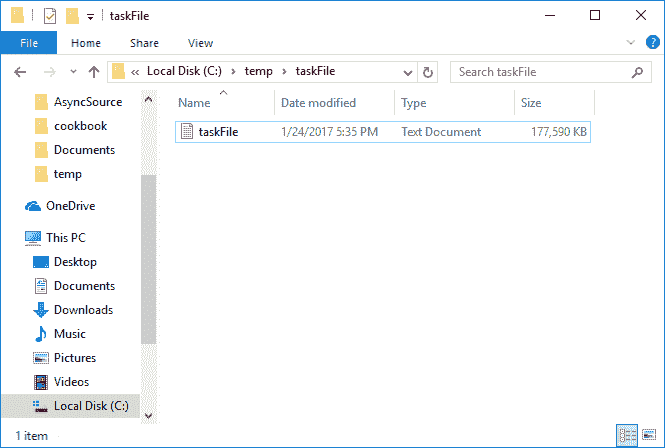 taskFile
File Home Share View
« Local Disk (C:) › temp › taskFile Search taskFile
Name Date modified Type Size
taskFile 1/24/2017 5:35 PM Text Document 177,590 KB
AsyncSource
cookbook
Documents
temp
OneDrive
This PC
Desktop
Documents
Downloads
Music
Pictures
Videos
Local Disk (C:)
1 item